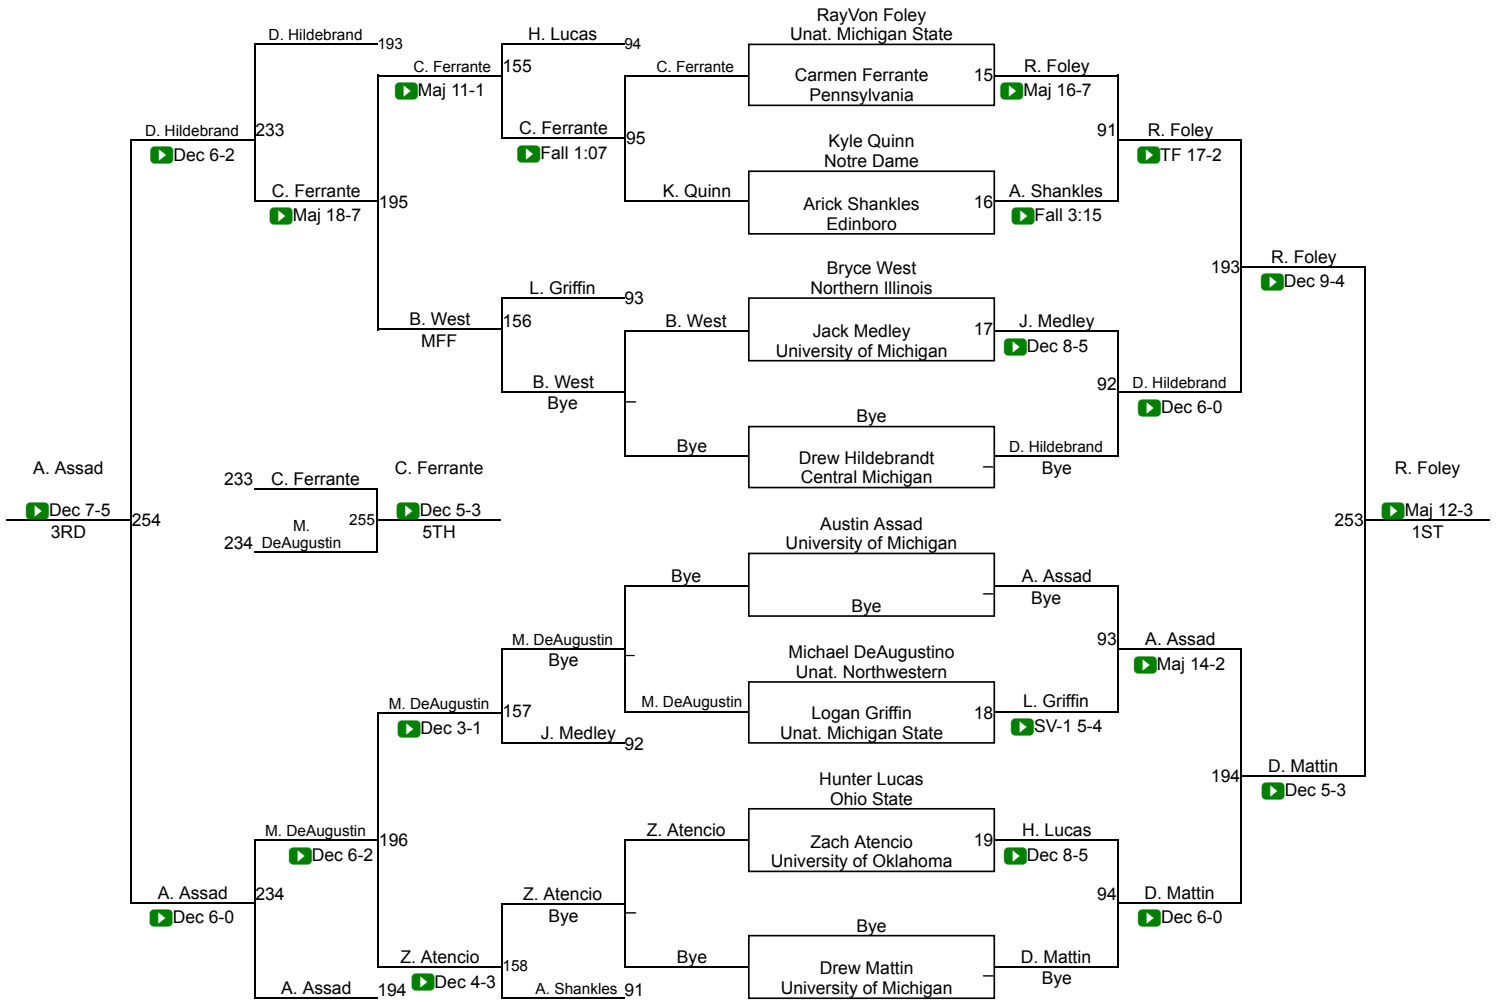 RayVon Foley
Unat. Michigan State
D. Hildebrand
193
H. Lucas
94
C. Ferrante
155
Maj 11-1
C. Ferrante
Carmen Ferrante
Pennsylvania
15
R. Foley
Maj 16-7
C. Ferrante
Fall 1:07
95
D. Hildebrand
233
Dec 6-2
Kyle Quinn
Notre Dame
91
R. Foley
TF 17-2
C. Ferrante
195
Maj 18-7
K. Quinn
Arick Shankles
Edinboro
16
A. Shankles
Fall 3:15
Bryce West
Northern Illinois
193
R. Foley
Dec 9-4
L. Griffin
93
B. West
156
MFF
B. West
Jack Medley
University of Michigan
17
J. Medley
Dec 8-5
B. West
Bye
92
D. Hildebrand
Dec 6-0
Bye
Bye
Drew Hildebrandt
Central Michigan
D. Hildebrand
Bye
A. Assad
Dec 7-5
3RD
254
233
C. Ferrante
C. Ferrante
255
Dec 5-3
5TH
234
M.
DeAugustin
R. Foley
253
Maj 12-3
1ST
Austin Assad
University of Michigan
Bye
Bye
A. Assad
Bye
M. DeAugustin
Bye
Michael DeAugustino
Unat. Northwestern
93
A. Assad
Maj 14-2
M. DeAugustin
157
Dec 3-1
M. DeAugustin
Logan Griffin
Unat. Michigan State
18
L. Griffin
SV-1 5-4
J. Medley
92
Hunter Lucas
Ohio State
194
D. Mattin
Dec 5-3
M. DeAugustin
196
Dec 6-2
Z. Atencio
Zach Atencio
University of Oklahoma
19
H. Lucas
Dec 8-5
A. Assad
234
Dec 6-0
Z. Atencio
Bye
94
D. Mattin
Dec 6-0
Bye
Z. Atencio
158
Dec 4-3
Bye
Drew Mattin
University of Michigan
D. Mattin
Bye
A. Assad
194
A. Shankles
91